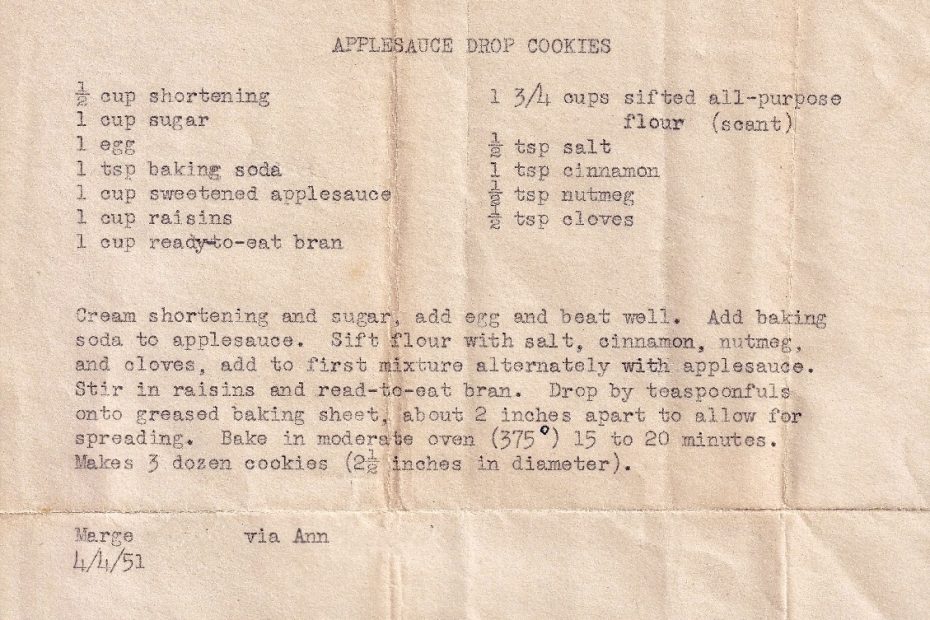 APPLESAUCE DROP COOKIES
½ cup shortening
1 cup sugar
1 egg
1 tsp baking soda
1 cup sweetened applesauce
1 cup raisins
1 cup ready-to-eat bran
1 3/4 cups sifted all-purpose
flour (scant)
½ tsp salt
1 tsp cinnamon
½ tsp nutmeg
½ tsp cloves
Cream shortening and sugar, add egg and beat well. Add baking
soda to applesauce. Sift flour with salt, cinnamon, nutmeg,
and cloves, add to first mixture alternately with applesauce.
Stir in raisins and read-to-eat bran. Drop by teaspoonfuls
onto greased baking sheet, about 2 inches apart to allow for
spreading. Bake in moderate oven (375°) 15 to 20 minutes.
Makes 3 dozen cookies (2½ inches in diameter).
Marge via Ann
4/4/51